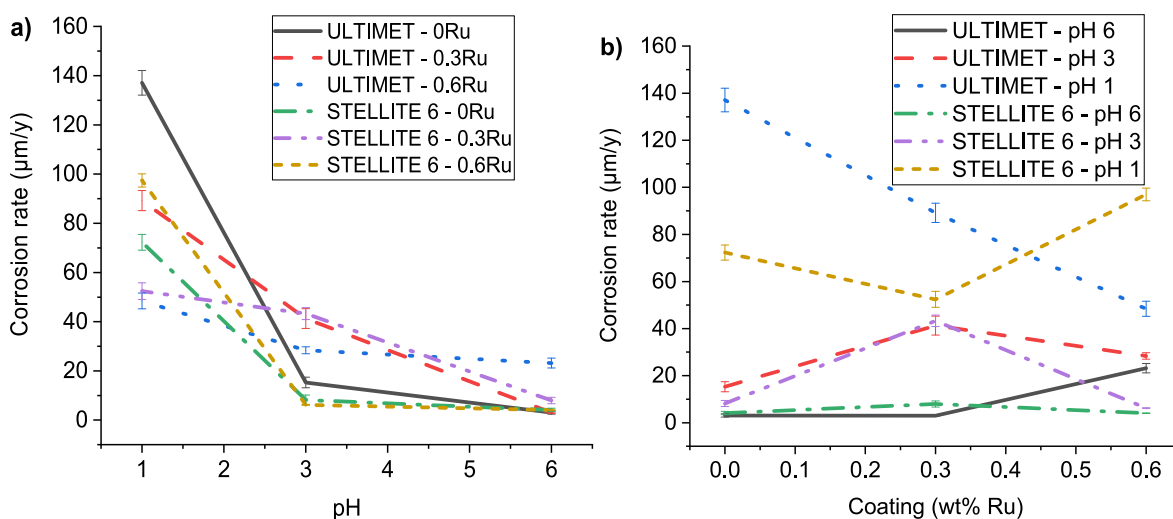 a)
160
140
120
100
80
60
40
20
0
Corrosion rate (µm/y)
1 2 3 4 5 6
pH
ULTIMET - 0Ru
ULTIMET - 0.3Ru
ULTIMET - 0.6Ru
STELLITE 6 - 0Ru
STELLITE 6 - 0.3Ru
STELLITE 6 - 0.6Ru
b)
160
140
120
100
80
60
40
20
0
Corrosion rate (µm/y)
0.0 0.1 0.2 0.3 0.4 0.5 0.6
Coating (wt% Ru)
ULTIMET - pH 6
ULTIMET - pH 3
ULTIMET - pH 1
STELLITE 6 - pH 6
STELLITE 6 - pH 3
STELLITE 6 - pH 1